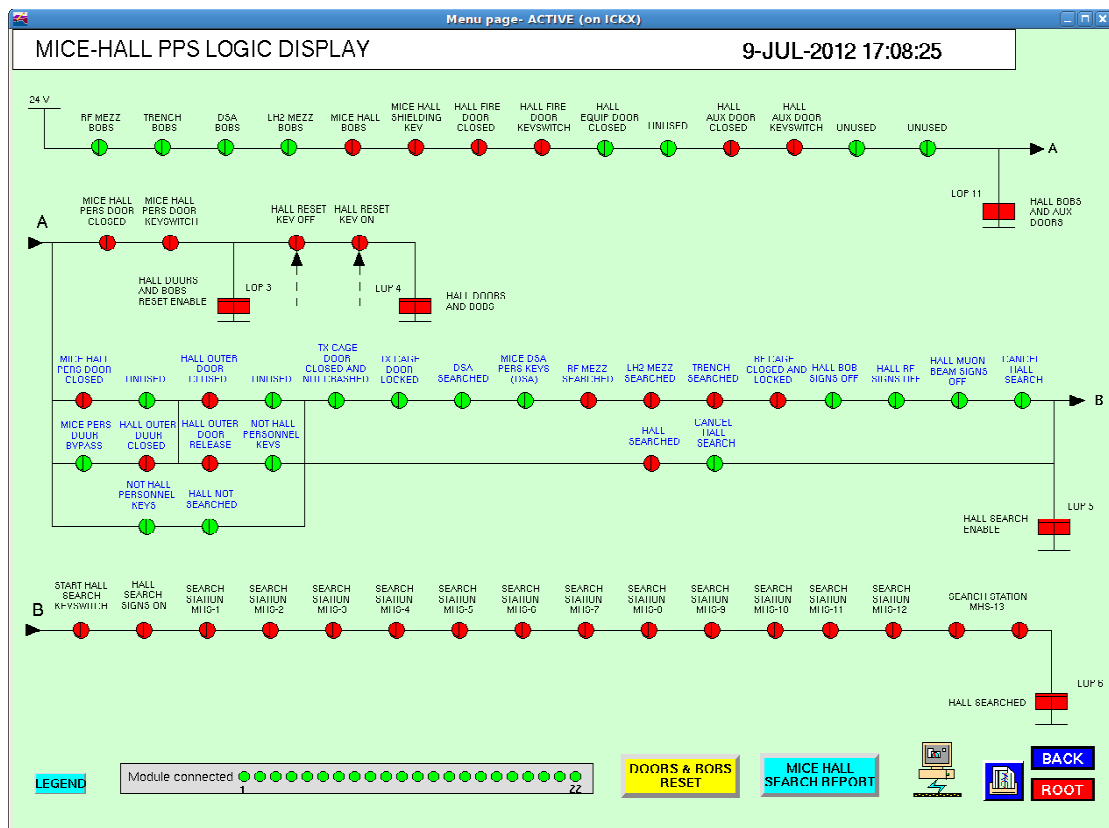 Menu page- ACTIVE (on ICKX)
MICE-HALL PPS LOGIC DISPLAY
9-JUL-2012 17:08:25
24 V
RF MEZZ
BOBS
TRENCH
BOBS
DSA
BOBS
LH2 MEZZ
BOBS
MICE HALL
BOBS
MICE HALL
SHIELDING
KEY
HALL FIRE
DOOR
CLOSED
HALL FIRE
DOOR
KEYSWITCH
HALL
EQUIP DOOR
CLOSED
UNUSED
HALL
AUX DOOR
CLOSED
HALL
AUX DOOR
KEYSWITCH
UNUSED
UNUSED
A
LOP 11
HALL BOBS
AND AUX
DOORS
A
MICE HALL
PERS DOOR
CLOSED
MICE HALL
PERS DOOR
KEYSWITCH
HALL RESET
KEY OFF
HALL RESET
KEY ON
HALL DOORS
AND BOBS
RESET ENABLE
LOP 3
LOP 4
HALL DOORS
AND BOBS
MICE HALL
PERS DOOR
CLOSED
UNUSED
HALL OUTER
DOOR
CLOSED
UNUSED
TX CAGE
DOOR
CLOSED AND
NOT CRASHED
TX CAGE
DOOR
LOCKED
DSA
SEARCHED
MICE DSA
PERS KEYS
(DSA)
RF MEZZ
SEARCHED
LH2 MEZZ
SEARCHED
TRENCH
SEARCHED
RF CAGE
CLOSED AND
LOCKED
HALL BOB
SIGNS OFF
HALL RF
SIGNS OFF
HALL MUON
BEAM SIGNS
OFF
CANCEL
HALL
SEARCH
B
MICE PERS
DOOR
BYPASS
HALL OUTER
DOOR
CLOSED
HALL OUTER
DOOR
RELEASE
NOT HALL
PERSONNEL
KEYS
HALL
SEARCHED
CANCEL
HALL
SEARCH
NOT HALL
PERSONNEL
KEYS
HALL NOT
SEARCHED
HALL SEARCH
ENABLE
LOP 5
B
START HALL
SEARCH
KEYSWITCH
HALL
SEARCH
SIGNS ON
SEARCH
STATION
MHS-1
SEARCH
STATION
MHS-2
SEARCH
STATION
MHS-3
SEARCH
STATION
MHS-4
SEARCH
STATION
MHS-5
SEARCH
STATION
MHS-6
SEARCH
STATION
MHS-7
SEARCH
STATION
MHS-8
SEARCH
STATION
MHS-9
SEARCH
STATION
MHS-10
SEARCH
STATION
MHS-11
SEARCH
STATION
MHS-12
SEARCH STATION
MHS-13
LOP 6
HALL SEARCHED
LEGEND
Module connected
1
22
DOORS & BOBS
RESET
MICE HALL
SEARCH REPORT
BACK
ROOT